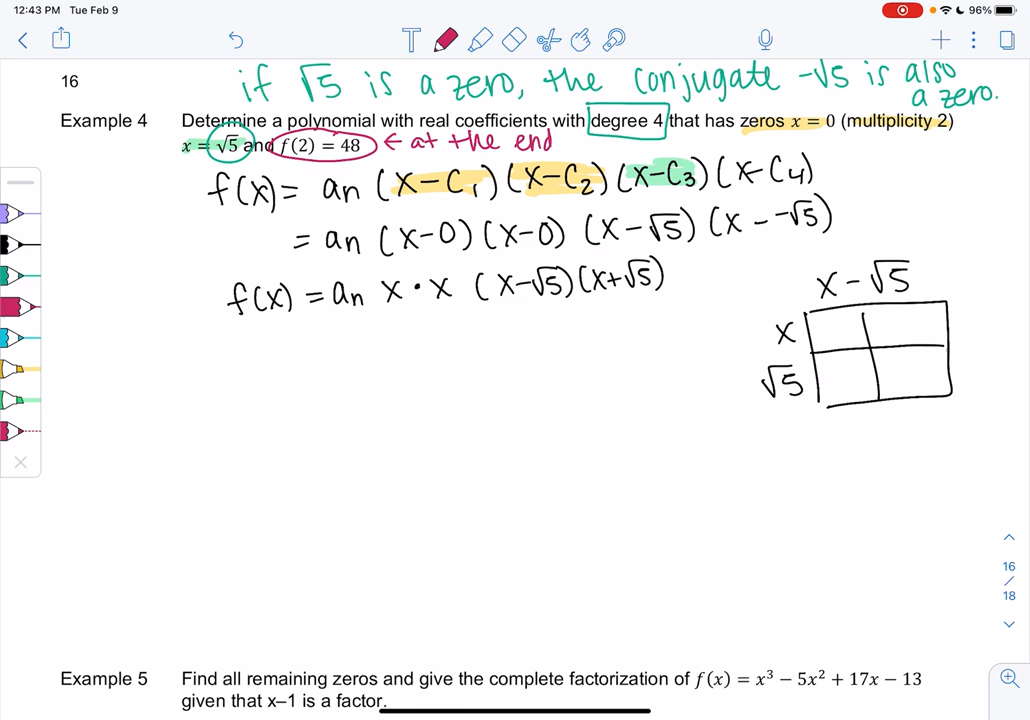 12:43 PM Tue Feb 9
96%
16
if √5 is a zero, the conjugate -√5 is also
a zero.
Example 4 Determine a polynomial with real coefficients with degree 4 that has zeros x = 0 (multiplicity 2)
x = √5 and f(2) = 48 ← at the end
f(x) = an (x-C₁)(x-C₂)(x-C₃)(x-C₄)
= an (x-0)(x-0)(x-√5)(x--√5)
f(x) = an x•x (x-√5)(x+√5)
x - √5
x
√5
16
/
18
Example 5 Find all remaining zeros and give the complete factorization of f(x) = x³ − 5x² + 17x − 13
given that x–1 is a factor.